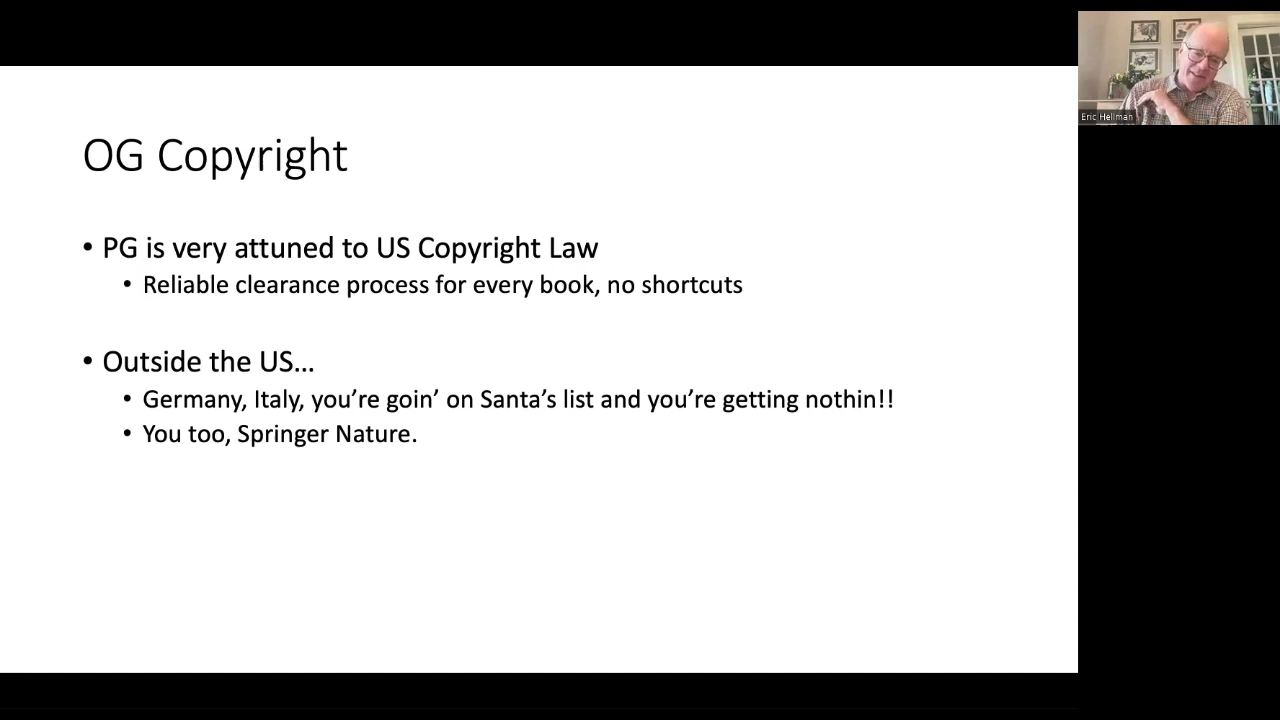 OG Copyright
• PG is very attuned to US Copyright Law
• Reliable clearance process for every book, no shortcuts
• Outside the US…
• Germany, Italy, you’re goin’ on Santa’s list and you’re getting nothin!!
• You too, Springer Nature.
Eric Hellman